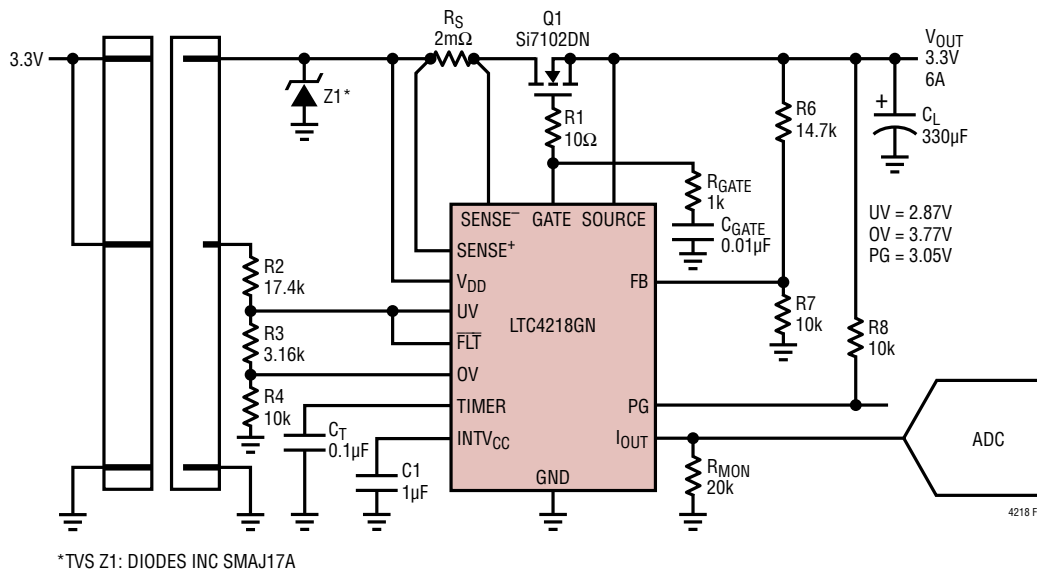 3.3V
RS
2mΩ
Q1
Si7102DN
VOUT
3.3V
6A
Z1*
R1
10Ω
R6
14.7k
+
CL
330µF
RGATE
1k
CGATE
0.01µF
UV = 2.87V
OV = 3.77V
PG = 3.05V
SENSE–
GATE
SOURCE
SENSE+
VDD
UV
FLT
OV
TIMER
INTVCC
GND
FB
PG
IOUT
LTC4218GN
R2
17.4k
R3
3.16k
R4
10k
CT
0.1µF
C1
1µF
R7
10k
R8
10k
RMON
20k
ADC
4218 F
*TVS Z1: DIODES INC SMAJ17A